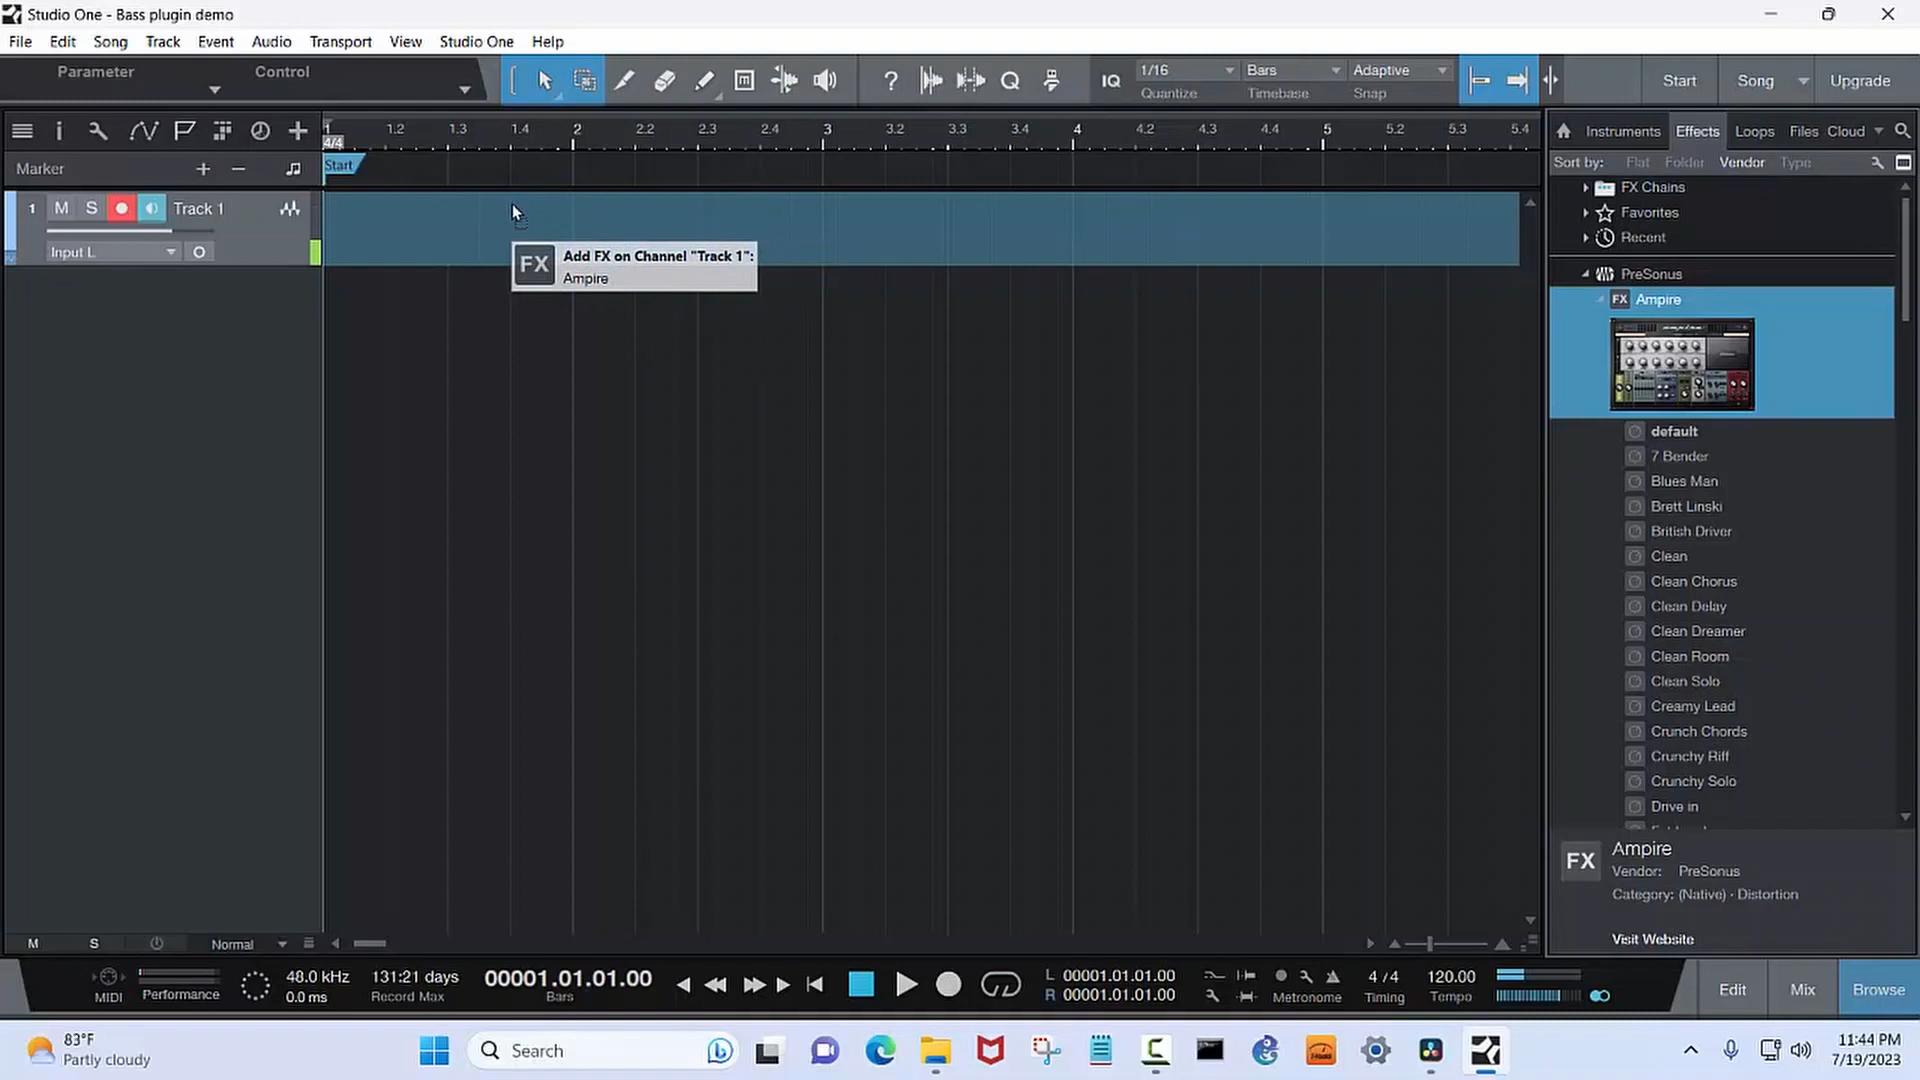 Studio One - Bass plugin demo
File Edit Song Track Event Audio Transport View Studio One Help
Parameter Control
? IQ 1/16 Bars Adaptive Start Song Upgrade
Quantize Timebase Snap
1 1.2 1.3 1.4 2 2.2 2.3 2.4 3 3.2 3.3 3.4 4 4.2 4.3 4.4 5 5.2 5.3 5.4
4/4
Instruments Effects Loops Files Cloud
Marker
Start
Sort by: Flat Folder Vendor Type
FX Chains
Favorites
Recent
1 M S Track 1
Input L
Add FX on Channel "Track 1":
FX
Ampire
PreSonus
FX Ampire
default
7 Bender
Blues Man
Brett Linski
British Driver
Clean
Clean Chorus
Clean Delay
Clean Dreamer
Clean Room
Clean Solo
Creamy Lead
Crunch Chords
Crunchy Riff
Crunchy Solo
Drive in
FX
Ampire
Vendor: PreSonus
Category: (Native) · Distortion
Visit Website
M S Normal
MIDI Performance
48.0 kHz
0.0 ms
131:21 days
Record Max
00001.01.01.00
Bars
L 00001.01.01.00
R 00001.01.01.00
Metronome
4 / 4
Timing
120.00
Tempo
Edit Mix Browse
83°F
Partly cloudy
Search
11:44 PM
7/19/2023